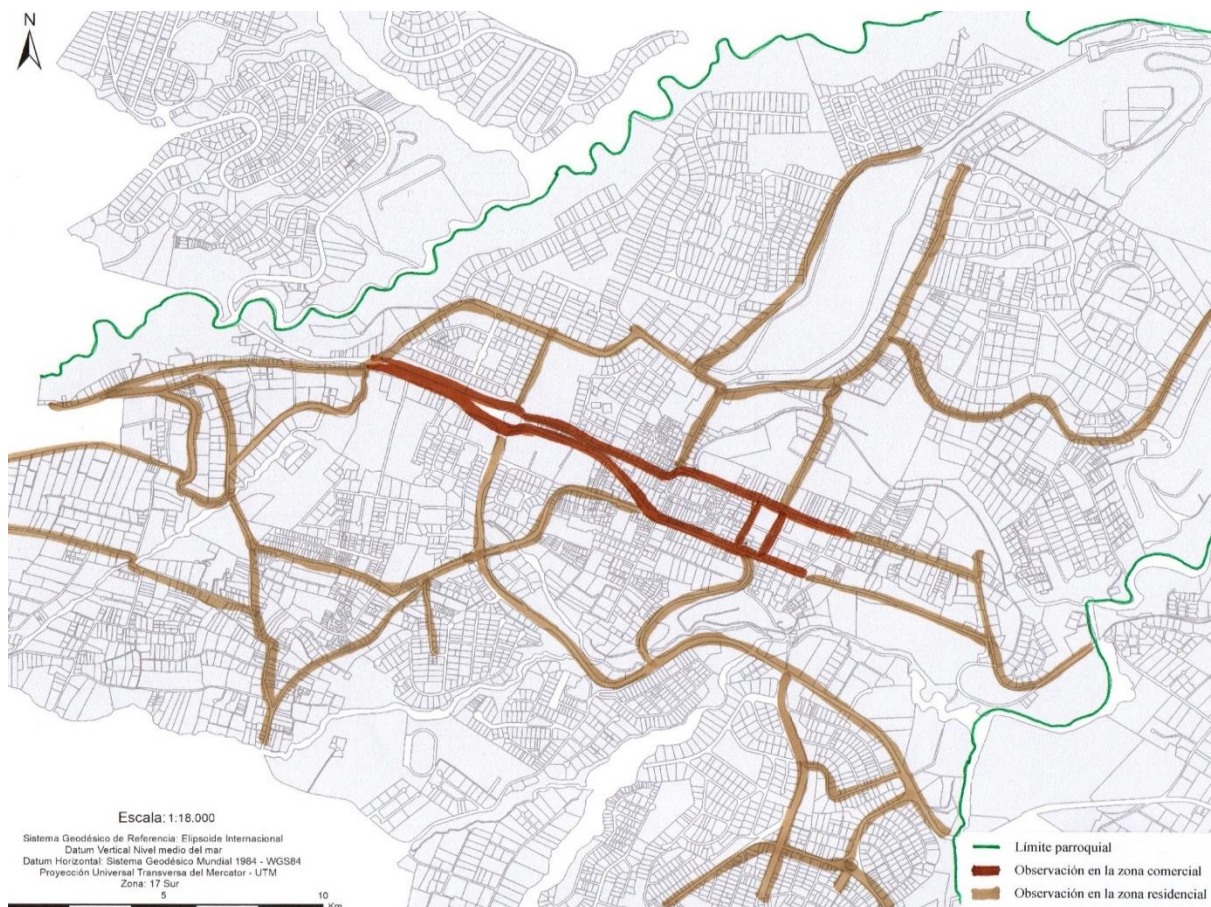 N
Escala: 1:18.000
Sistema Geodésico de Referencia: Elipsoide Internacional
Datum Vertical Nivel medio del mar
Datum Horizontal: Sistema Geodésico Mundial 1984 - WGS84
Proyección Universal Transversa del Mercator - UTM
Zona: 17 Sur
5 10
Km
Límite parroquial
Observación en la zona comercial
Observación en la zona residencial